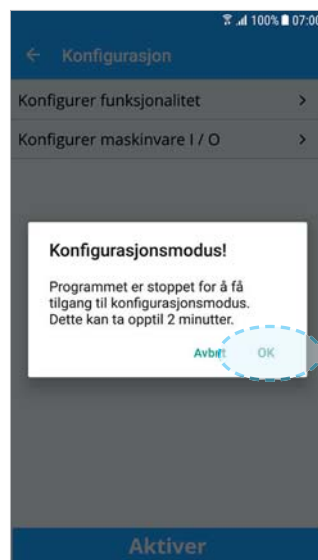 100% 07:00
Konfigurasjon
Konfigurer funksjonalitet
Konfigurer maskinvare I / O
Konfigurasjonsmodus!
Programmet er stoppet for å få
tilgang til konfigurasjonsmodus.
Dette kan ta opptil 2 minutter.
Avbrt OK
Aktiver